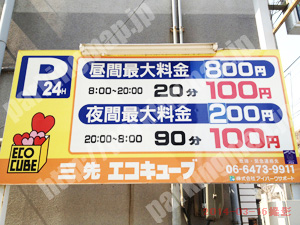 P 24H
昼間最大料金 800円
8:00~20:00 20分 100円
夜間最大料金 200円
20:00~8:00 90分 100円
ECO
CUBE
三先 エコキューブ
06-6473-9911